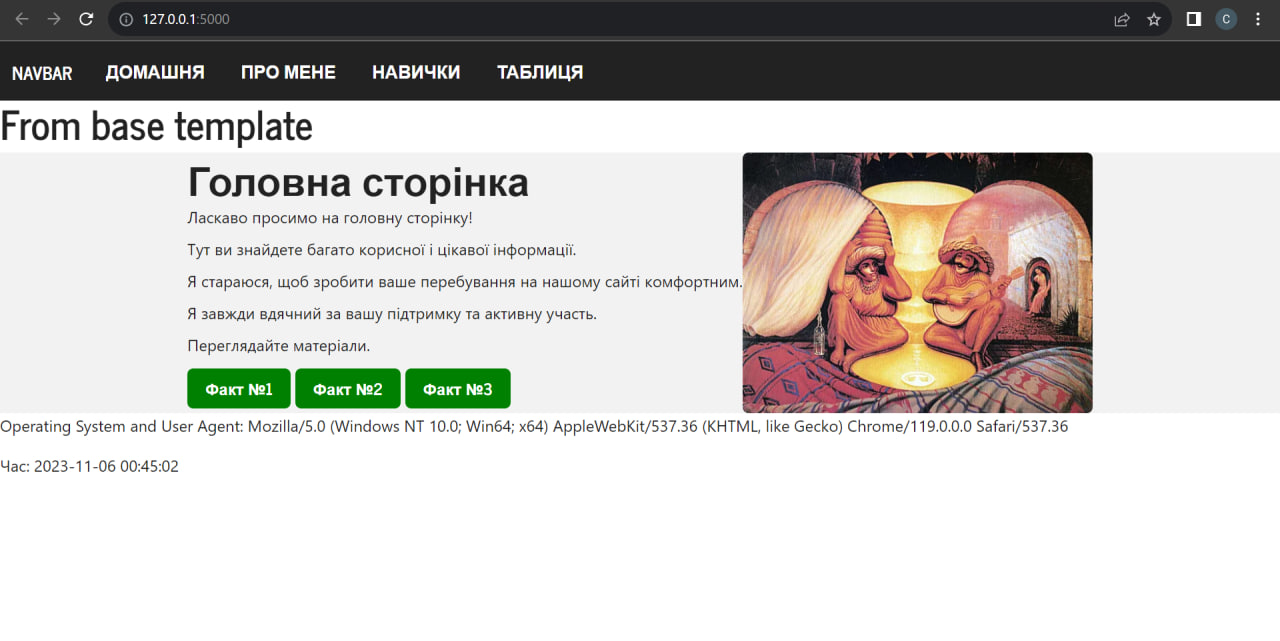 127.0.0.1:5000
C
NAVBAR ДОМАШНЯ ПРО МЕНЕ НАВИЧКИ ТАБЛИЦЯ
From base template
Головна сторінка
Ласкаво просимо на головну сторінку!
Тут ви знайдете багато корисної і цікавої інформації.
Я стараюся, щоб зробити ваше перебування на нашому сайті комфортним.
Я завжди вдячний за вашу підтримку та активну участь.
Переглядайте матеріали.
Факт №1 Факт №2 Факт №3
Operating System and User Agent: Mozilla/5.0 (Windows NT 10.0; Win64; x64) AppleWebKit/537.36 (KHTML, like Gecko) Chrome/119.0.0.0 Safari/537.36
Час: 2023-11-06 00:45:02